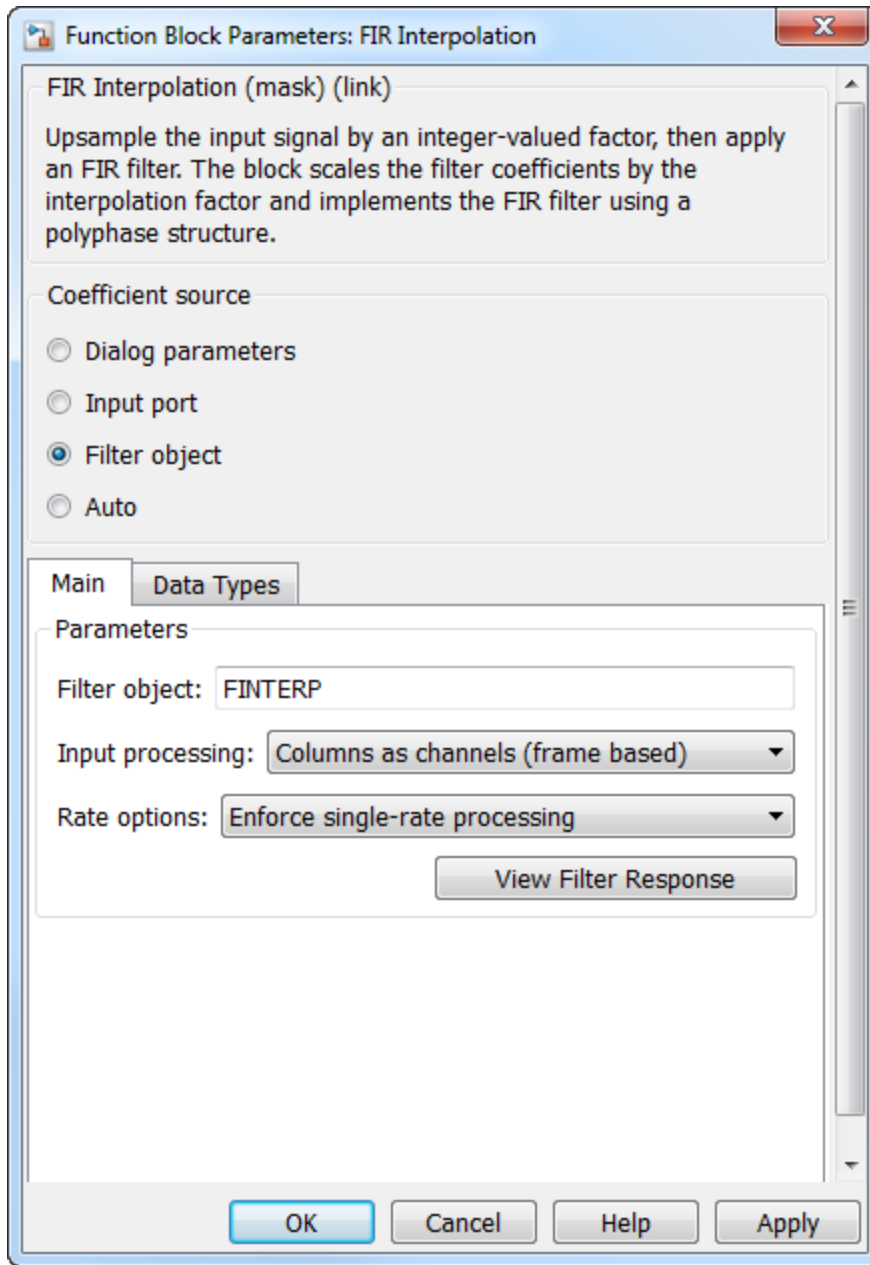 Function Block Parameters: FIR Interpolation
FIR Interpolation (mask) (link)
Upsample the input signal by an integer-valued factor, then apply
an FIR filter. The block scales the filter coefficients by the
interpolation factor and implements the FIR filter using a
polyphase structure.
Coefficient source
Dialog parameters
Input port
Filter object
Auto
Main Data Types
Parameters
Filter object: FINTERP
Input processing: Columns as channels (frame based)
Rate options: Enforce single-rate processing
View Filter Response
OK Cancel Help Apply